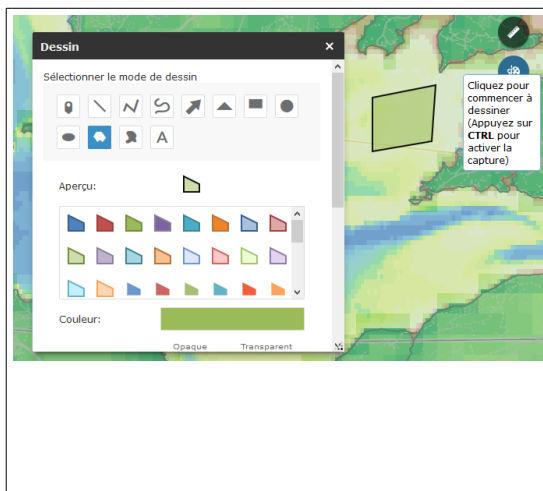 Dessin
Sélectionner le mode de dessin
A
Aperçu:
Couleur:
Opaque Transparent
Cliquez pour
commencer à
dessiner
(Appuyez sur
CTRL pour
activer la
capture)